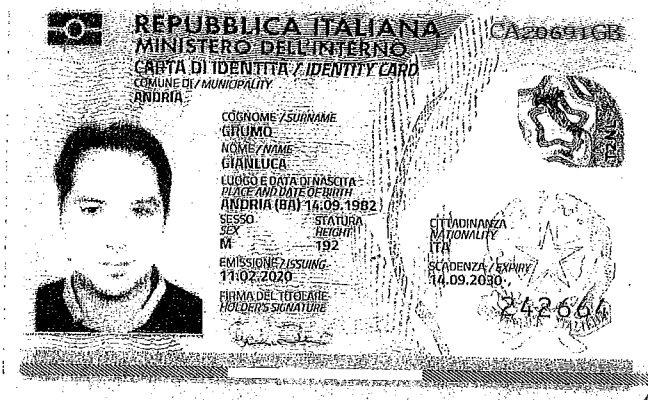 REPUBBLICA ITALIANA
CA20691GB
MINISTERO DELL'INTERNO
CARTA DI IDENTITÀ / IDENTITY CARD
COMUNE DI / MUNICIPALITY
ANDRIA
COGNOME / SURNAME
GRUMO
NOME / NAME
GIANLUCA
LUOGO E DATA DI NASCITA
PLACE AND DATE OF BIRTH
ANDRIA (BA) 14.09.1982
SESSO STATURA CITTADINANZA
SEX HEIGHT NATIONALITY
M 192 ITA
EMISSIONE / ISSUING SCADENZA / EXPIRY
11.02.2020 14.09.2030
FIRMA DEL TITOLARE
HOLDER'S SIGNATURE
242664